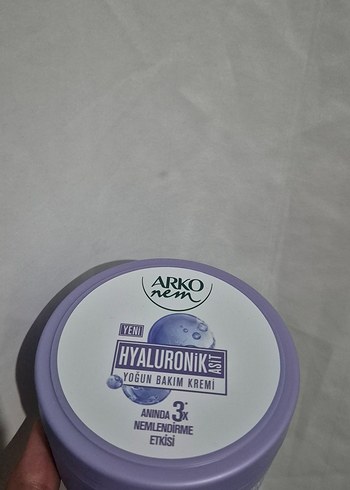 ARKO
nem
YENİ
HYALURONİK
ASİT
YOĞUN BAKIM KREMİ
ANINDA 3X*
NEMLENDİRME
ETKİSİ